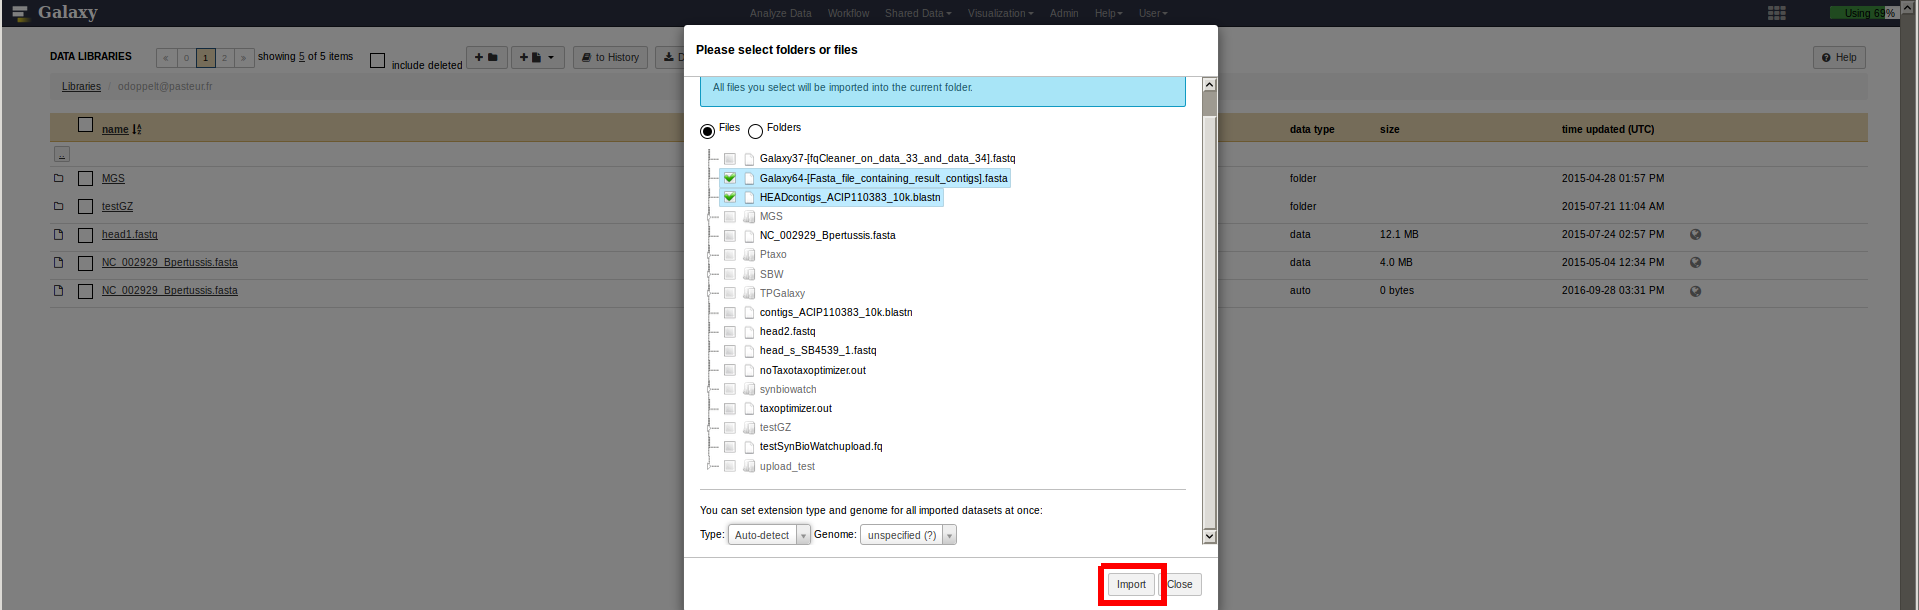 Galaxy
Analyze Data Workflow Shared Data Visualization Admin Help User
Using 69%
DATA LIBRARIES « 0 1 2 » showing 5 of 5 items include deleted to History D Help
Libraries / odoppelt@pasteur.fr
name data type size time updated (UTC)
..
MGS folder 2015-04-28 01:57 PM
testGZ folder 2015-07-21 11:04 AM
head1.fastq data 12.1 MB 2015-07-24 02:57 PM
NC_002929_Bpertussis.fasta data 4.0 MB 2015-05-04 12:34 PM
NC_002929_Bpertussis.fasta auto 0 bytes 2016-09-28 03:31 PM
Please select folders or files
All files you select will be imported into the current folder.
Files Folders
Galaxy37-[fqCleaner_on_data_33_and_data_34].fastq
Galaxy64-[Fasta_file_containing_result_contigs].fasta
HEADcontigs_ACIP110383_10k.blastn
MGS
NC_002929_Bpertussis.fasta
Ptaxo
SBW
TPGalaxy
contigs_ACIP110383_10k.blastn
head2.fastq
head_s_SB4539_1.fastq
noTaxotaxoptimizer.out
synbiowatch
taxoptimizer.out
testGZ
testSynBioWatchupload.fq
upload_test
You can set extension type and genome for all imported datasets at once:
Type: Auto-detect Genome: unspecified (?)
Import Close